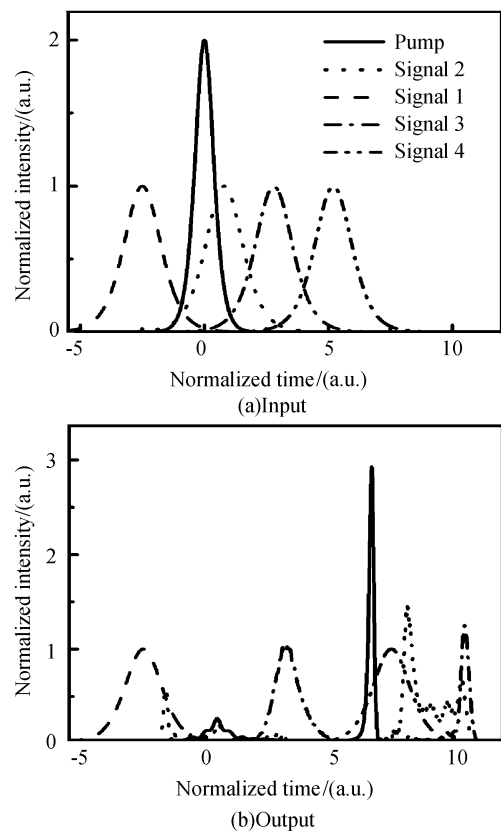 Normalized intensity/(a.u.)
2
1
0
Pump
Signal 2
Signal 1
Signal 3
Signal 4
-5
0
5
10
Normalized time/(a.u.)
(a)Input
Normalized intensity/(a.u.)
3
2
1
0
-5
0
5
10
Normalized time/(a.u.)
(b)Output